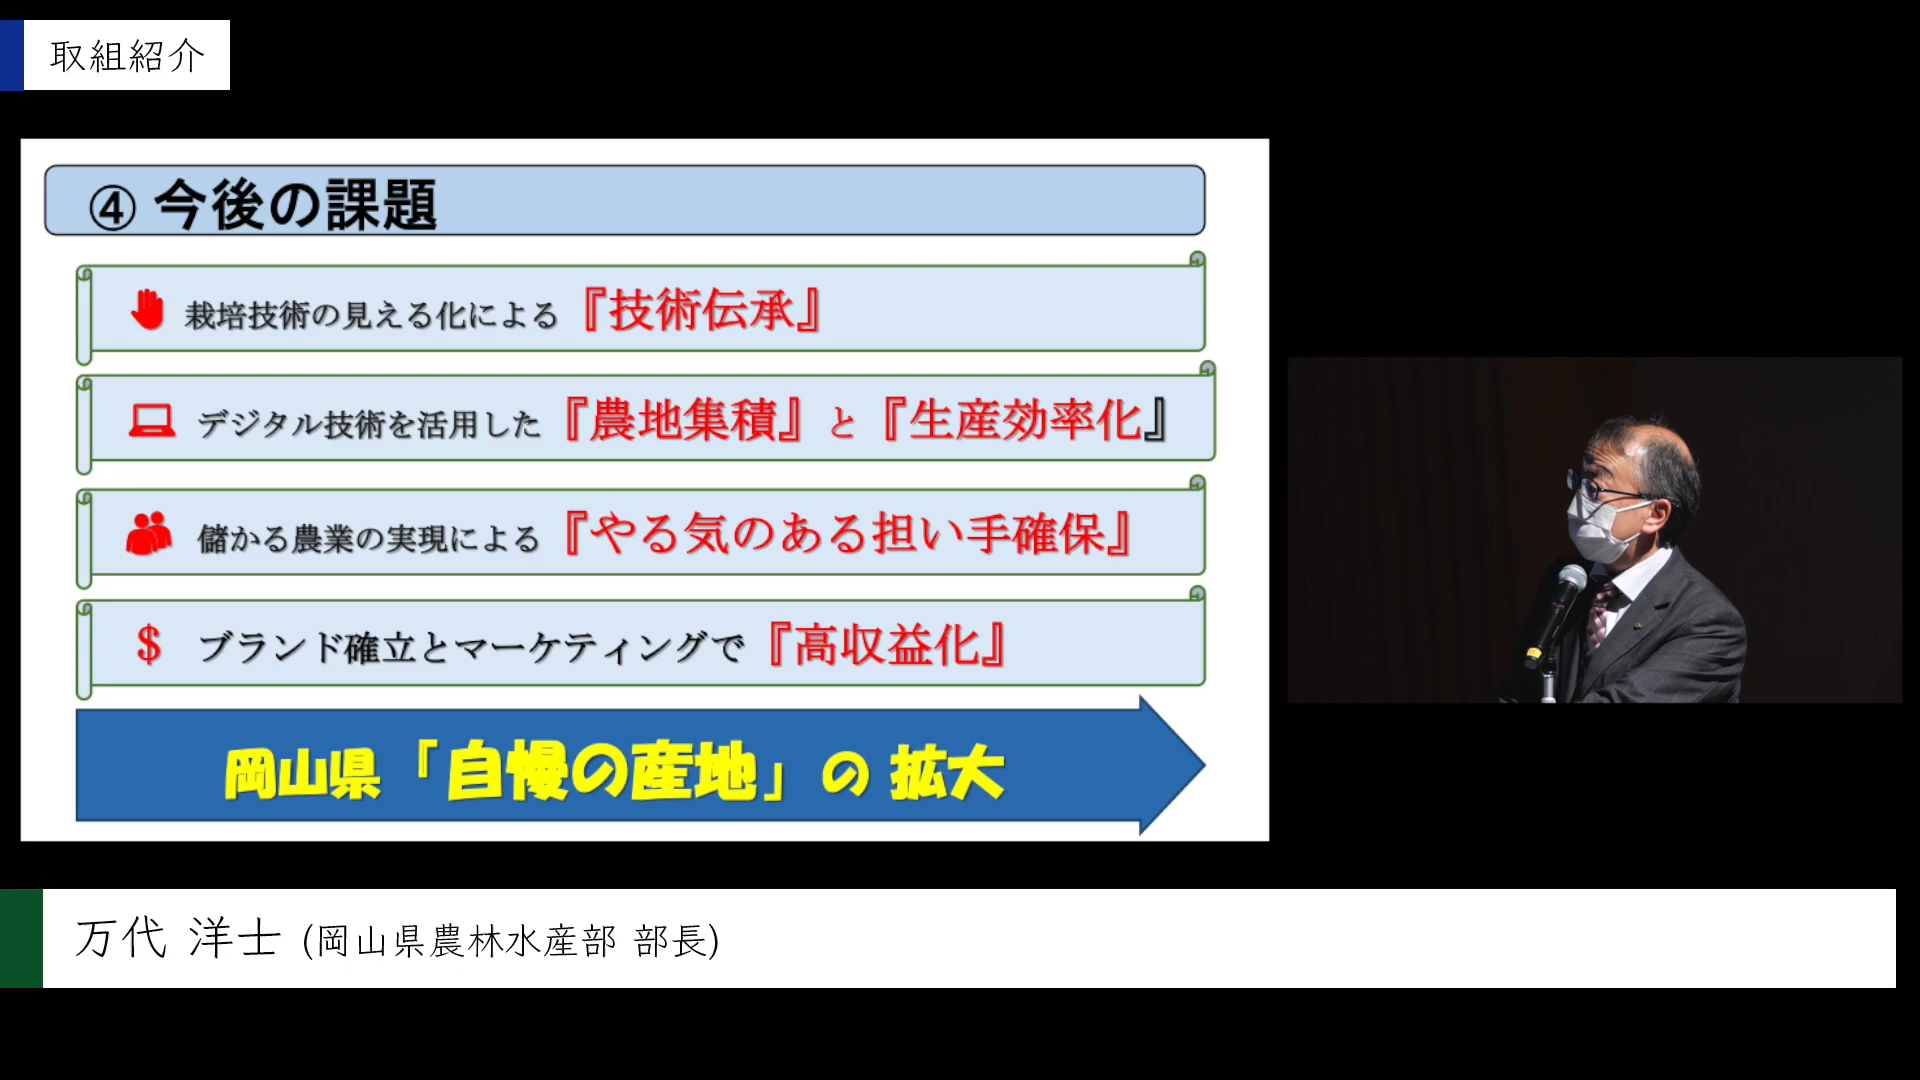 取組紹介
④ 今後の課題
栽培技術の見える化による『技術伝承』
デジタル技術を活用した『農地集積』と『生産効率化』
儲かる農業の実現による『やる気のある担い手確保』
$ ブランド確立とマーケティングで『高収益化』
岡山県「自慢の産地」の 拡大
万代 洋士 (岡山県農林水産部 部長)